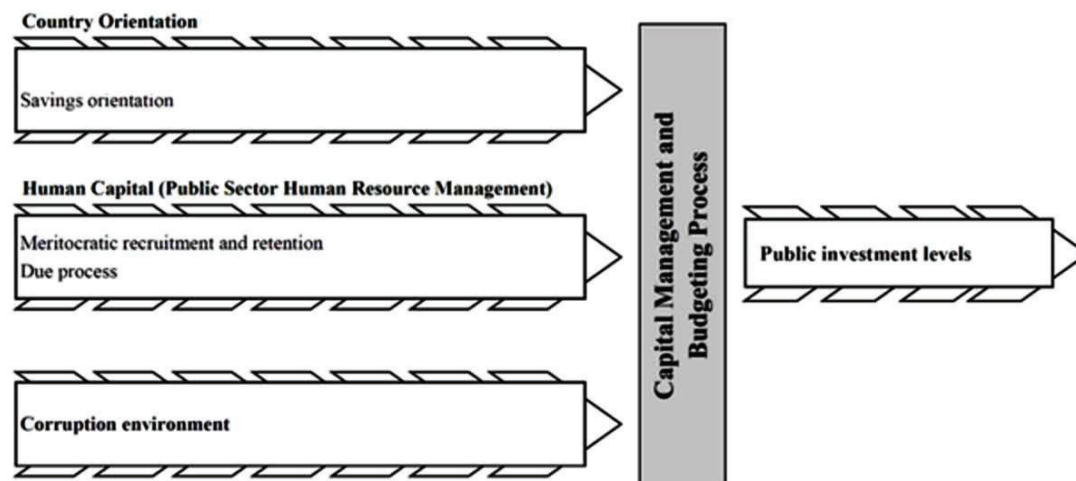 Country Orientation
Savings orientation
Human Capital (Public Sector Human Resource Management)
Meritocratic recruitment and retention
Due process
Corruption environment
Capital Management and
Budgeting Process
Public investment levels